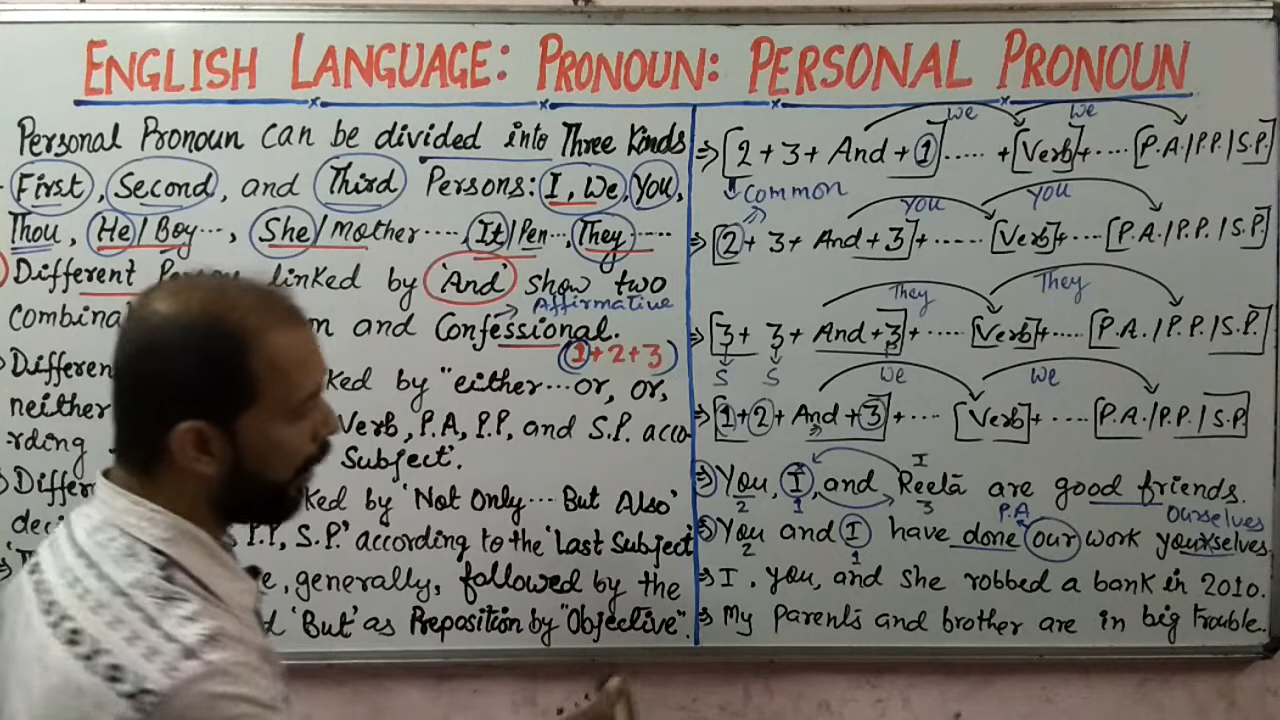 ENGLISH LANGUAGE: PRONOUN: PERSONAL PRONOUN
Personal Pronoun can be divided into Three Kinds
First, Second, and Third Persons: I, We, You,
Thou, He/Boy..., She/Mother...., It/Pen..., They.....
Different linked by 'And' show two
Affirmative
and Confessional.
1+2+3
ked by "either...or, or,
neither Verb, P.A, P.P, and S.P. acco
rding Subject'.
ked by 'Not Only... But Also'
P.P, S.P.' according to the 'Last Subject
generally, followed by the
'But' as Preposition by "Objective".
We We
⇒ [2+3+And+1]..... +[Verb]+....[P.A./P.P./S.P.]
Common
You You
⇒ [2+3+And+3]+......[Verb]+....[P.A./P.P./S.P.]
They They
⇒ [3+3+And+3]+......[Verb]+....[P.A./P.P./S.P.]
S S
We We
⇒ [1+2+And+3]+....[Verb]+.....[P.A./P.P./S.P.]
I
⇒ You, I, and Reetā are good friends.
2 1 3 P.A ourselves
⇒ You and I have done our work yourselves.
2 1
⇒ I, you, and she robbed a bank in 2010.
⇒ My parents and brother are in big trouble.